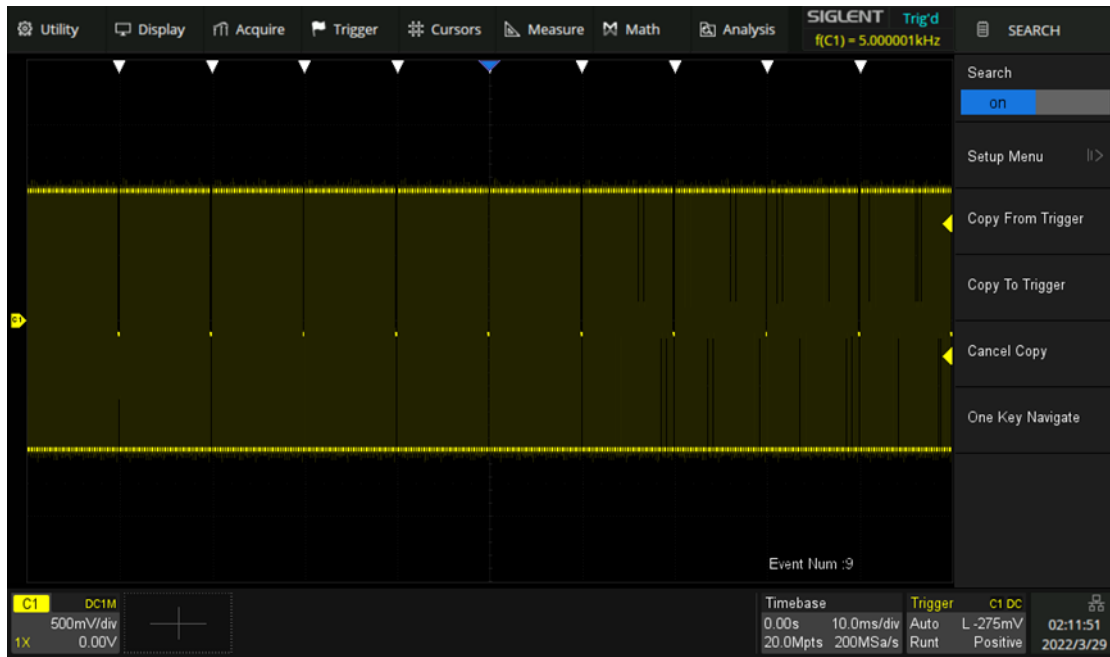 Utility Display Acquire Trigger Cursors Measure Math Analysis
SIGLENT Trig'd
f(C1) = 5.000001kHz
SEARCH
Search
on
Setup Menu
Copy From Trigger
Copy To Trigger
Cancel Copy
One Key Navigate
C1
Event Num :9
C1 DC1M
500mV/div
1X 0.00V
Timebase
0.00s 10.0ms/div
20.0Mpts 200MSa/s
Trigger C1 DC
Auto L -275mV
Runt Positive
02:11:51
2022/3/29